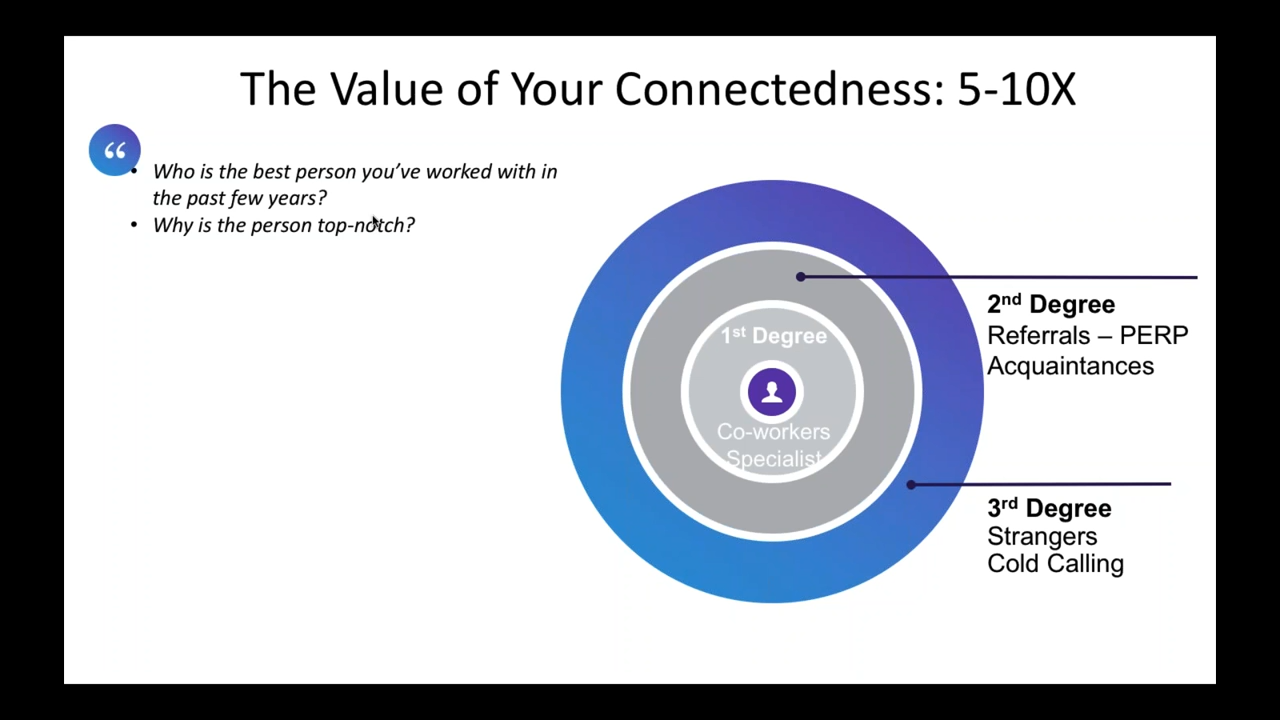 The Value of Your Connectedness: 5-10X
“
• Who is the best person you’ve worked with in
the past few years?
• Why is the person top-notch?
1st Degree
Co-workers
Specialist
2nd Degree
Referrals – PERP
Acquaintances
3rd Degree
Strangers
Cold Calling